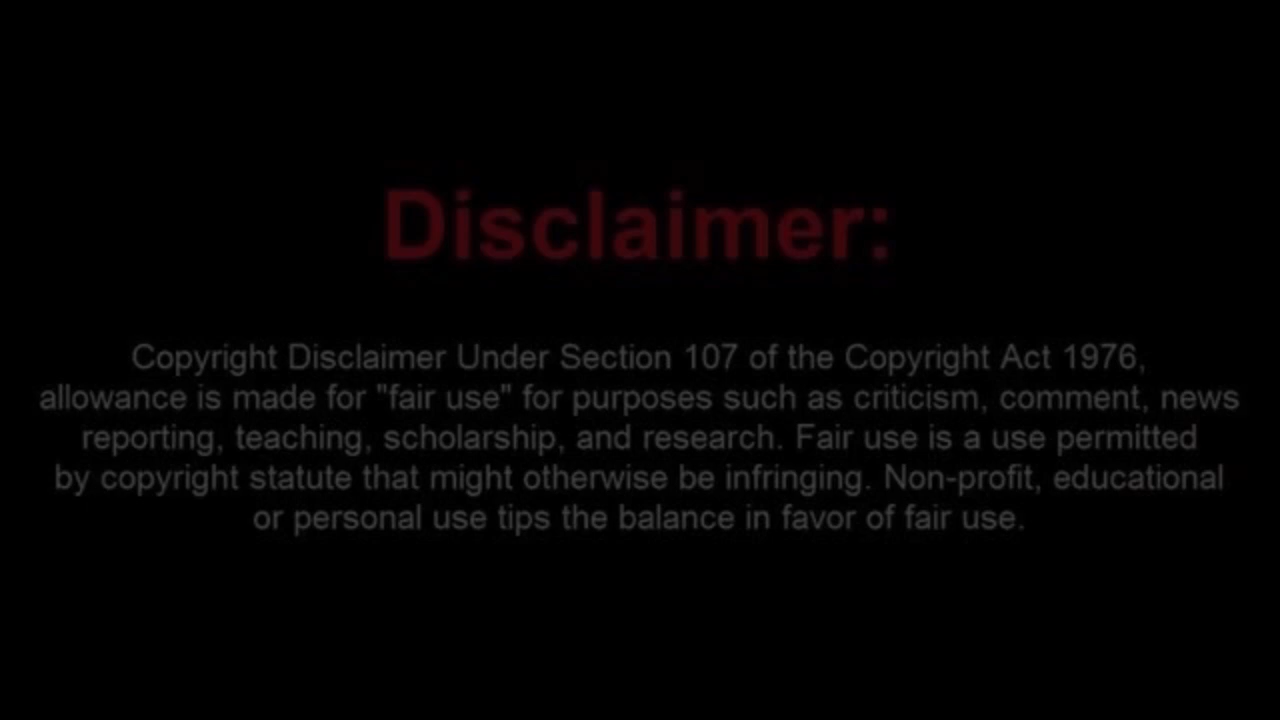 Disclaimer:
Copyright Disclaimer Under Section 107 of the Copyright Act 1976,
allowance is made for "fair use" for purposes such as criticism, comment, news
reporting, teaching, scholarship, and research. Fair use is a use permitted
by copyright statute that might otherwise be infringing. Non-profit, educational
or personal use tips the balance in favor of fair use.